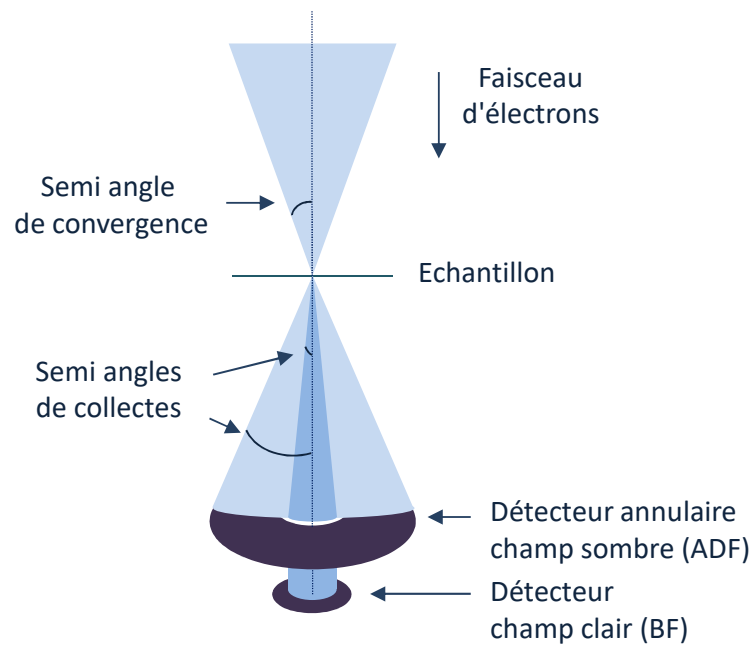 Faisceau
d'électrons
Semi angle
de convergence
Echantillon
Semi angles
de collectes
Détecteur annulaire
champ sombre (ADF)
Détecteur
champ clair (BF)